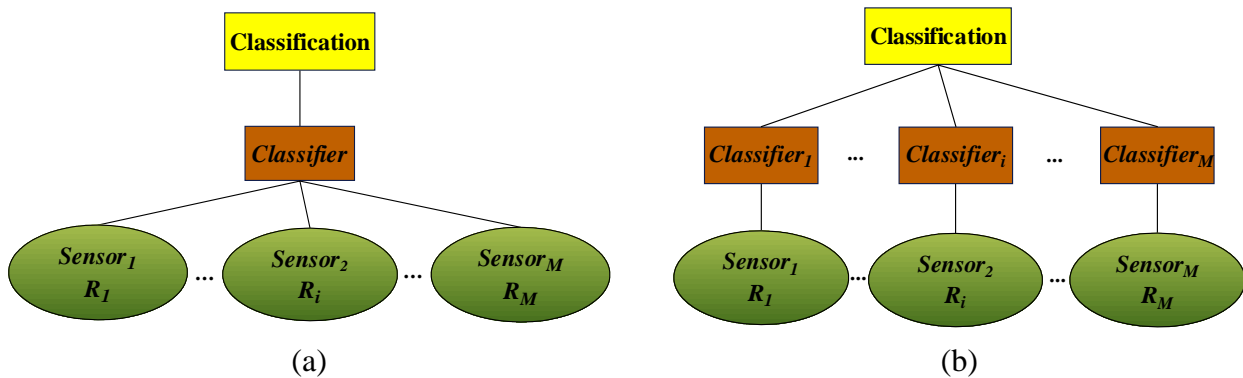 Classification
Classifier
Sensor1
R1
...
Sensor2
Ri
...
SensorM
RM
(a)
Classification
Classifier1
...
Classifieri
...
ClassifierM
Sensor1
R1
...
Sensor2
Ri
...
SensorM
RM
(b)